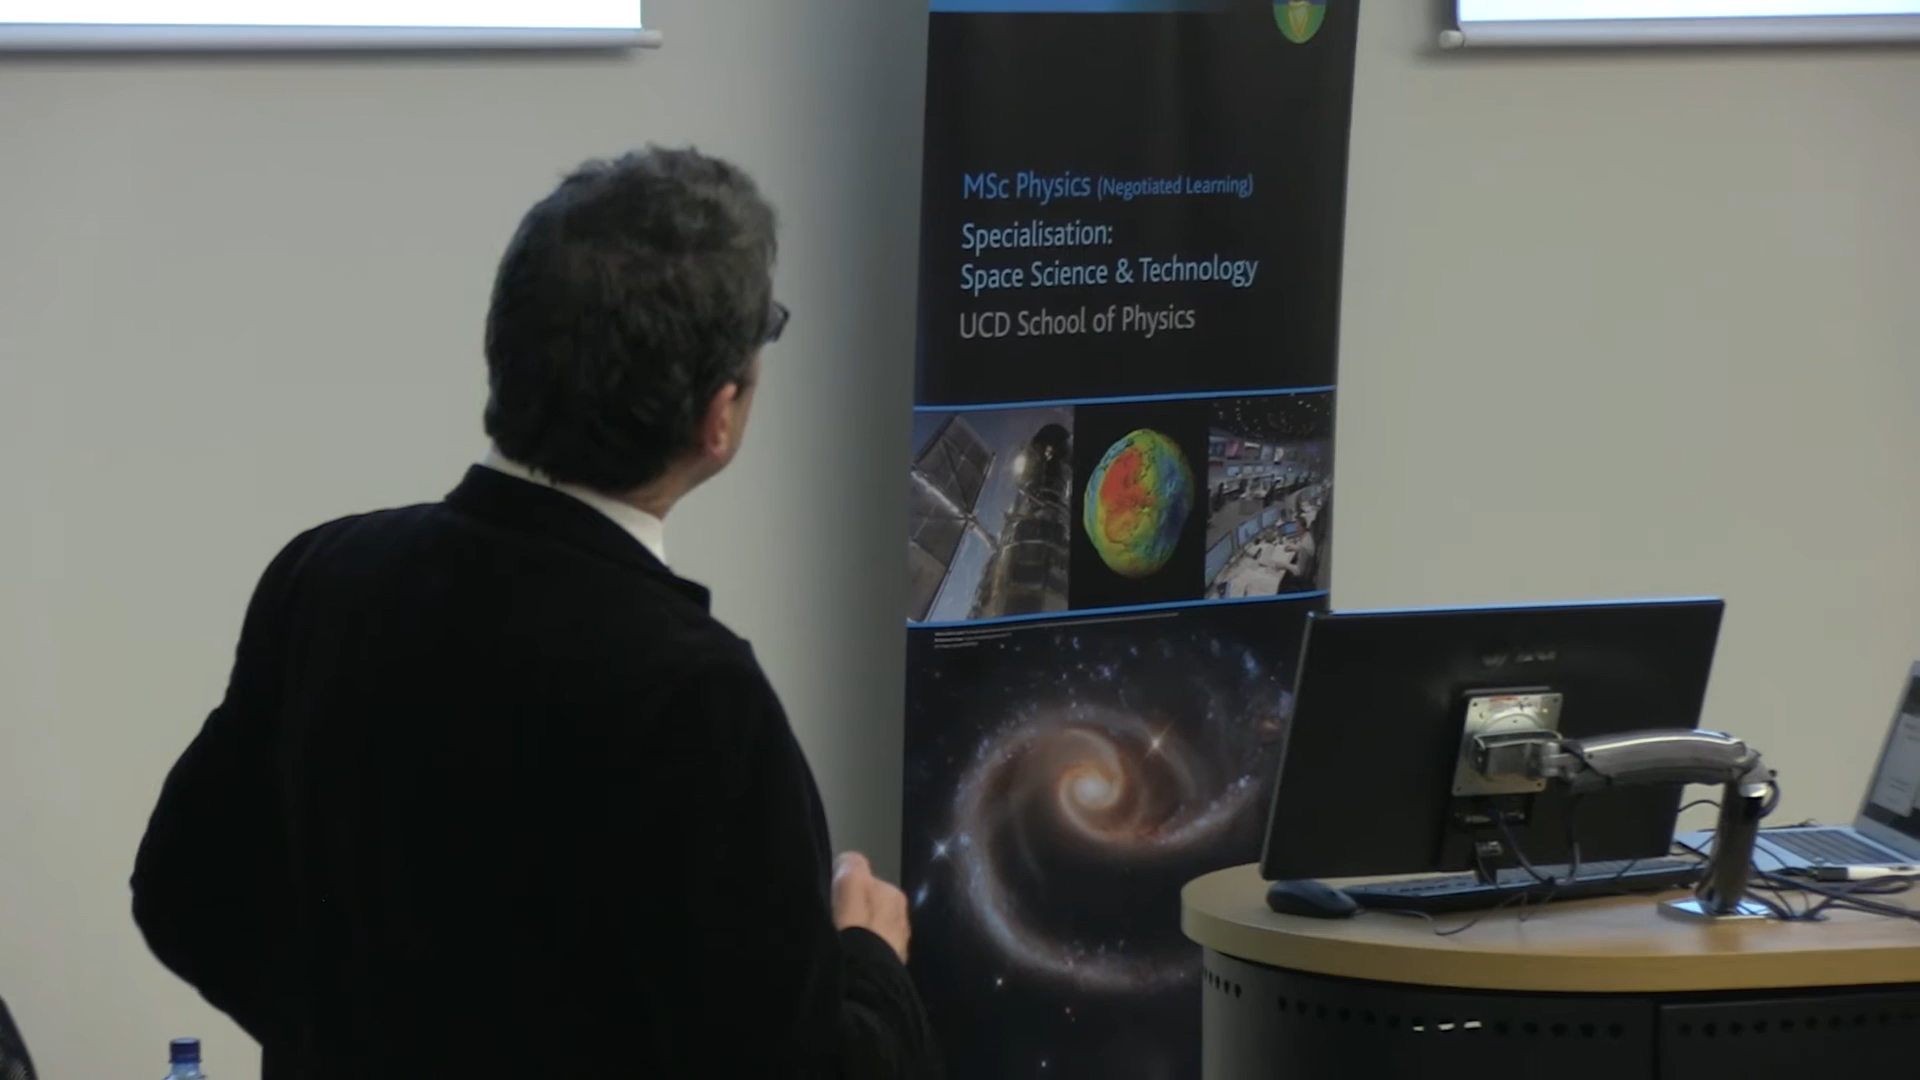 MSc Physics (Negotiated Learning)
Specialisation:
Space Science & Technology
UCD School of Physics